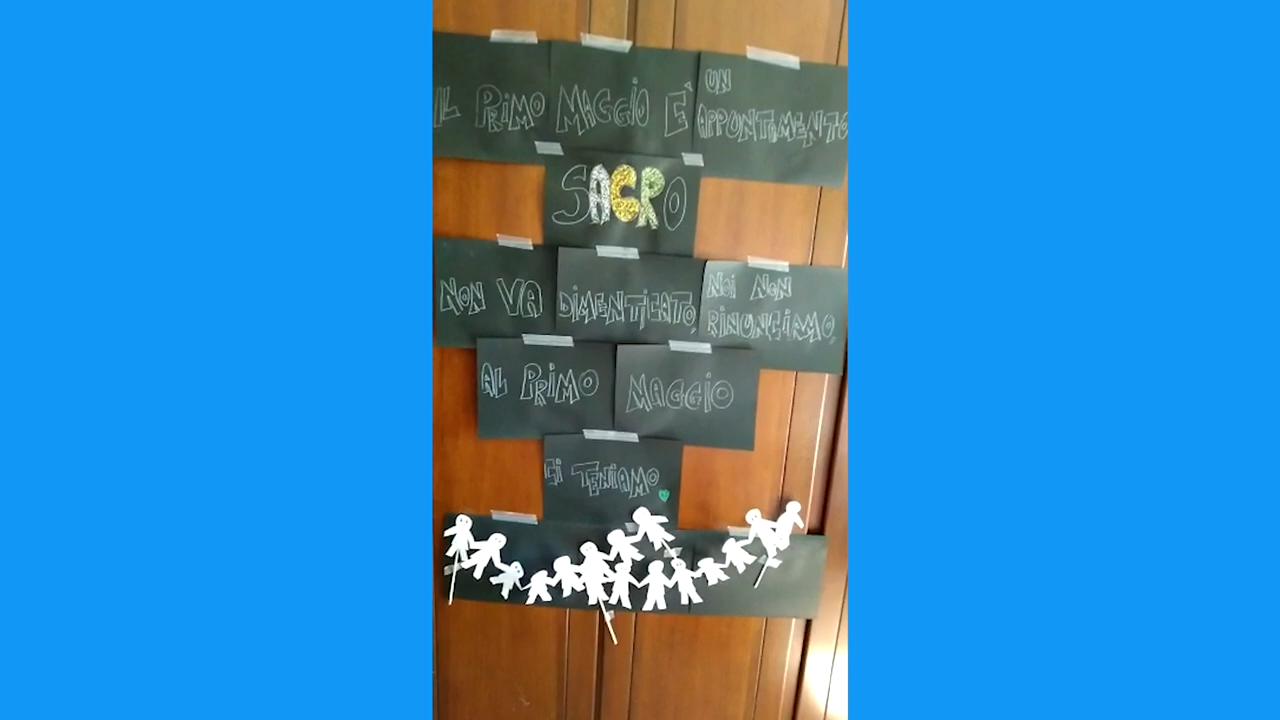 IL PRIMO MAGGIO È UN
APPUNTAMENTO
SACRO
NON VA DIMENTICATO, NOI NON
RINUNCIAMO,
AL PRIMO MAGGIO
CI TENIAMO.